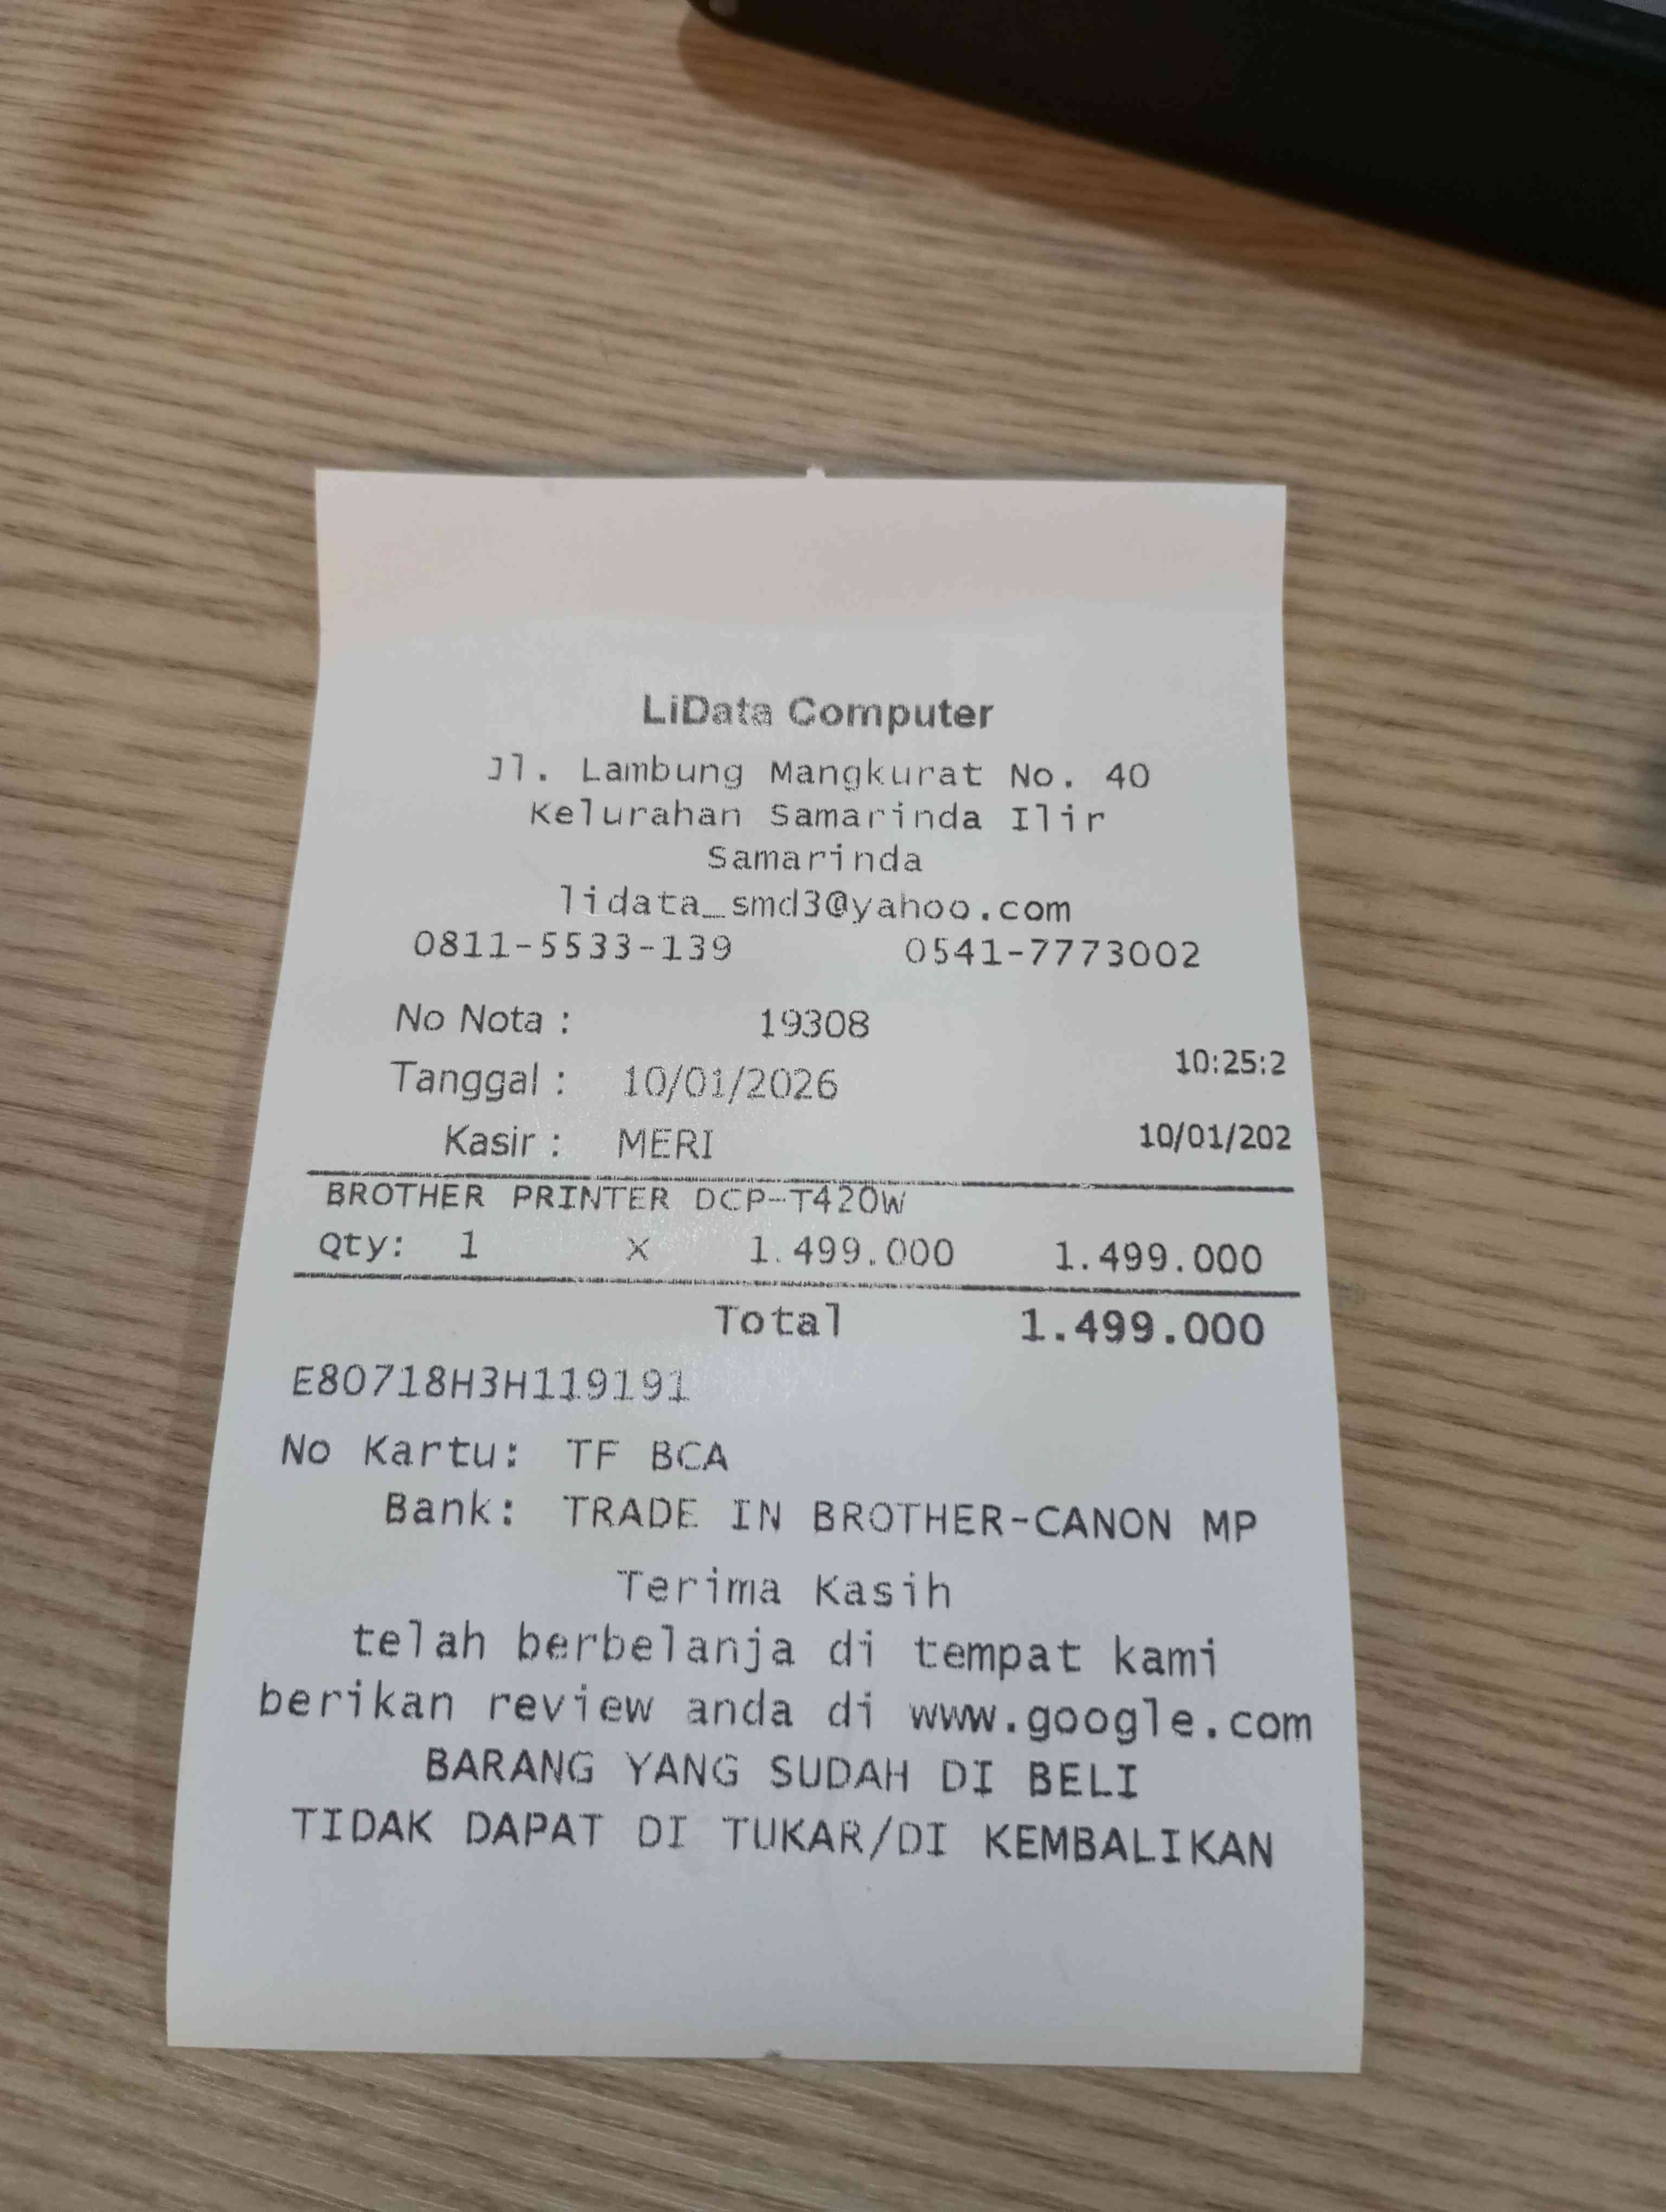 LiData Computer
Jl. Lambung Mangkurat No. 40
Kelurahan Samarinda Ilir
Samarinda
lidata_smd3@yahoo.com
0811-5533-139 0541-7773002
No Nota : 19308
10:25:2
Tanggal : 10/01/2026
Kasir : MERI 10/01/202
BROTHER PRINTER DCP-T420W
Qty: 1 X 1.499.000 1.499.000
Total 1.499.000
E80718H3H119191
No Kartu: TF BCA
Bank: TRADE IN BROTHER-CANON MP
Terima Kasih
telah berbelanja di tempat kami
berikan review anda di www.google.com
BARANG YANG SUDAH DI BELI
TIDAK DAPAT DI TUKAR/DI KEMBALIKAN